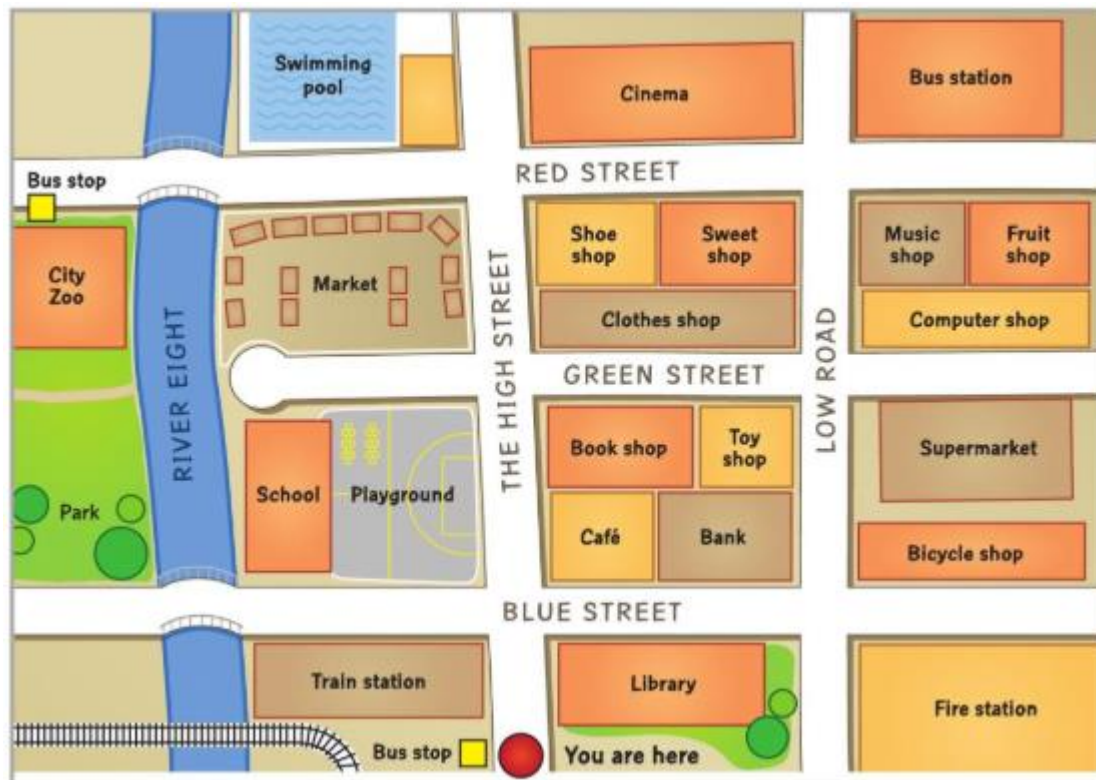 Swimming
pool
Cinema
Bus station
RED STREET
Bus stop
City
Zoo
RIVER EIGHT
Market
THE HIGH STREET
Shoe
shop
Sweet
shop
Clothes shop
LOW ROAD
Music
shop
Fruit
shop
Computer shop
GREEN STREET
Park
School
Playground
Book shop
Toy
shop
Café
Bank
Supermarket
Bicycle shop
BLUE STREET
Train station
Library
Fire station
Bus stop
You are here